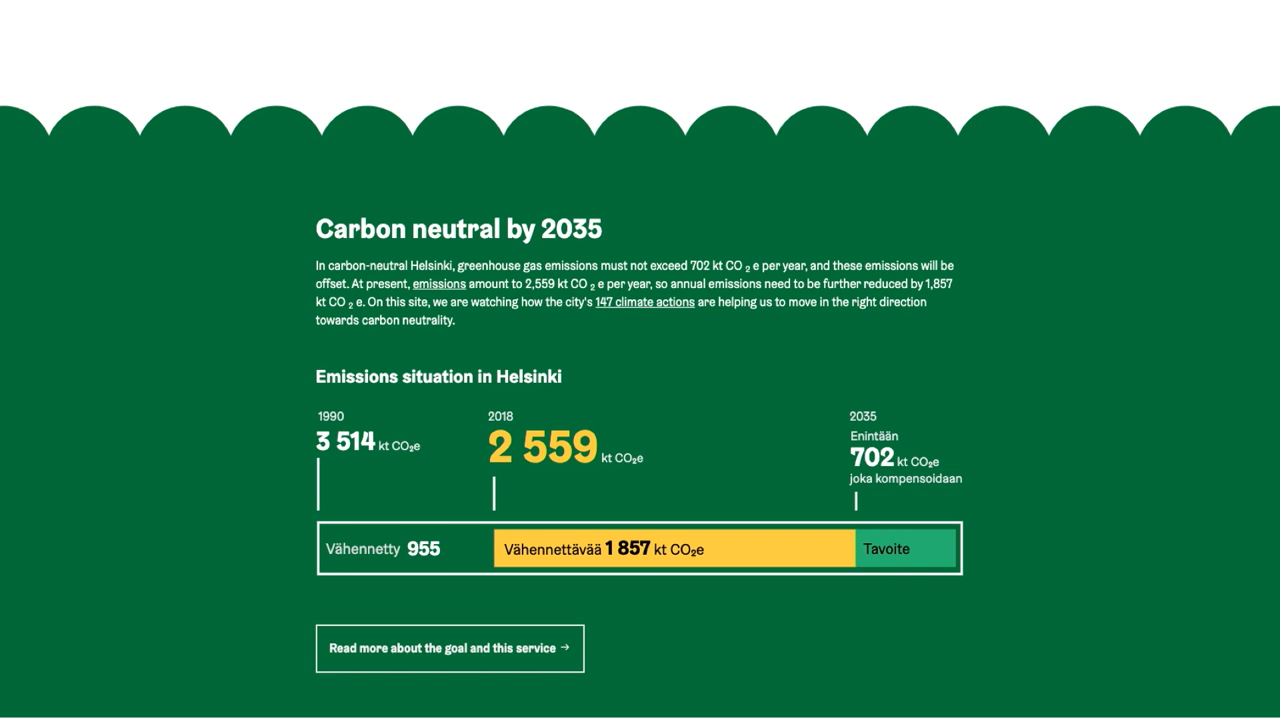 Carbon neutral by 2035
In carbon-neutral Helsinki, greenhouse gas emissions must not exceed 702 kt CO ₂ e per year, and these emissions will be
offset. At present, emissions amount to 2,559 kt CO ₂ e per year, so annual emissions need to be further reduced by 1,857
kt CO ₂ e. On this site, we are watching how the city's 147 climate actions are helping us to move in the right direction
towards carbon neutrality.
Emissions situation in Helsinki
1990
3 514 kt CO₂e
2018
2 559 kt CO₂e
2035
Enintään
702 kt CO₂e
joka kompensoidaan
Vähennetty 955
Vähennettävää 1 857 kt CO₂e
Tavoite
Read more about the goal and this service →